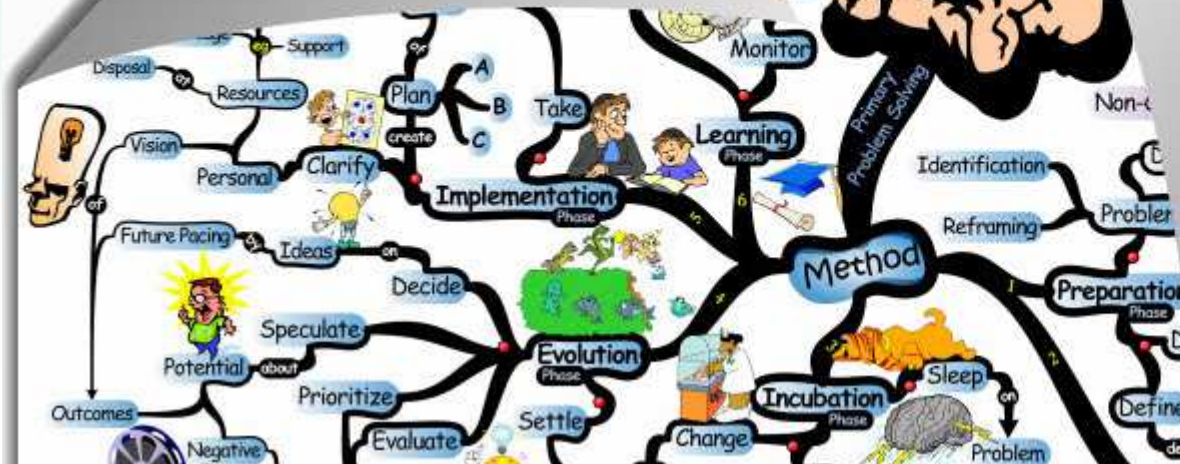 Support
Disposal
of
Resources
Vision
Personal
Clarify
of
Plan
or
A
B
C
create
Take
Implementation
Phase
5
Monitor
Learning
Phase
6
Primary
Problem Solving
Method
Identification
Reframing
1
Preparation
Phase
2
Future Pacing
Ideas
on
Decide
Speculate
Potential
about
Outcomes
Negative
Prioritize
Evaluate
Evolution
Phase
4
Settle
Change
Incubation
Phase
3
Sleep
on
Problem
Define